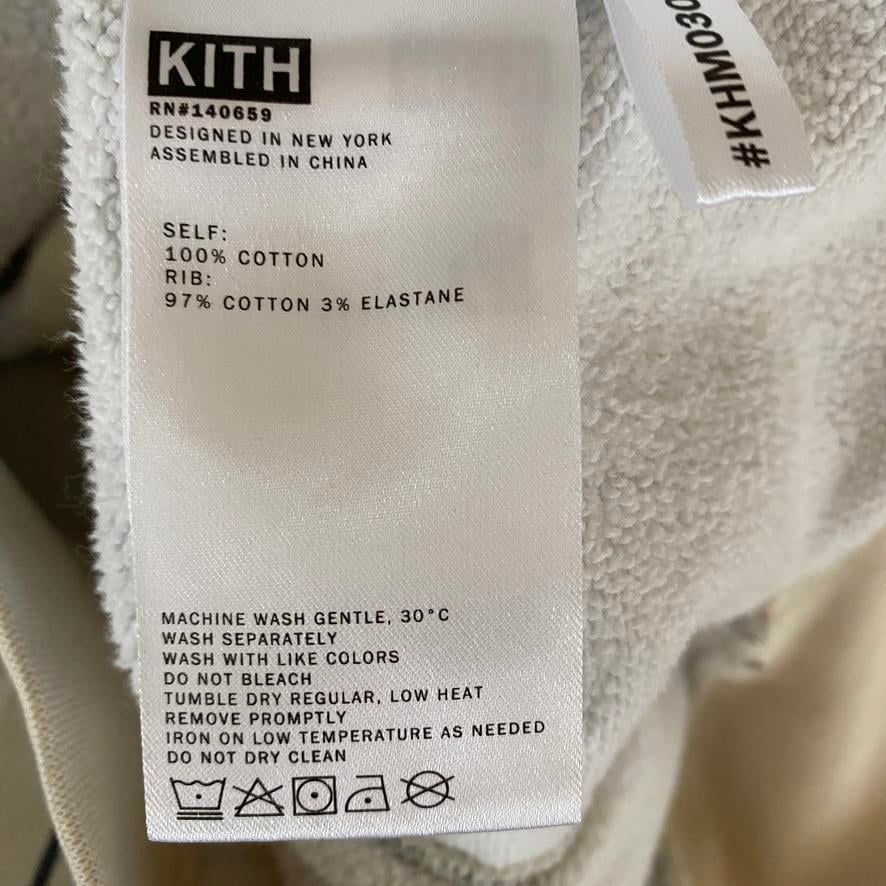 KITH
RN#140659
DESIGNED IN NEW YORK
ASSEMBLED IN CHINA
SELF:
100% COTTON
RIB:
97% COTTON 3% ELASTANE
MACHINE WASH GENTLE, 30°C
WASH SEPARATELY
WASH WITH LIKE COLORS
DO NOT BLEACH
TUMBLE DRY REGULAR, LOW HEAT
REMOVE PROMPTLY
IRON ON LOW TEMPERATURE AS NEEDED
DO NOT DRY CLEAN
#KHM030